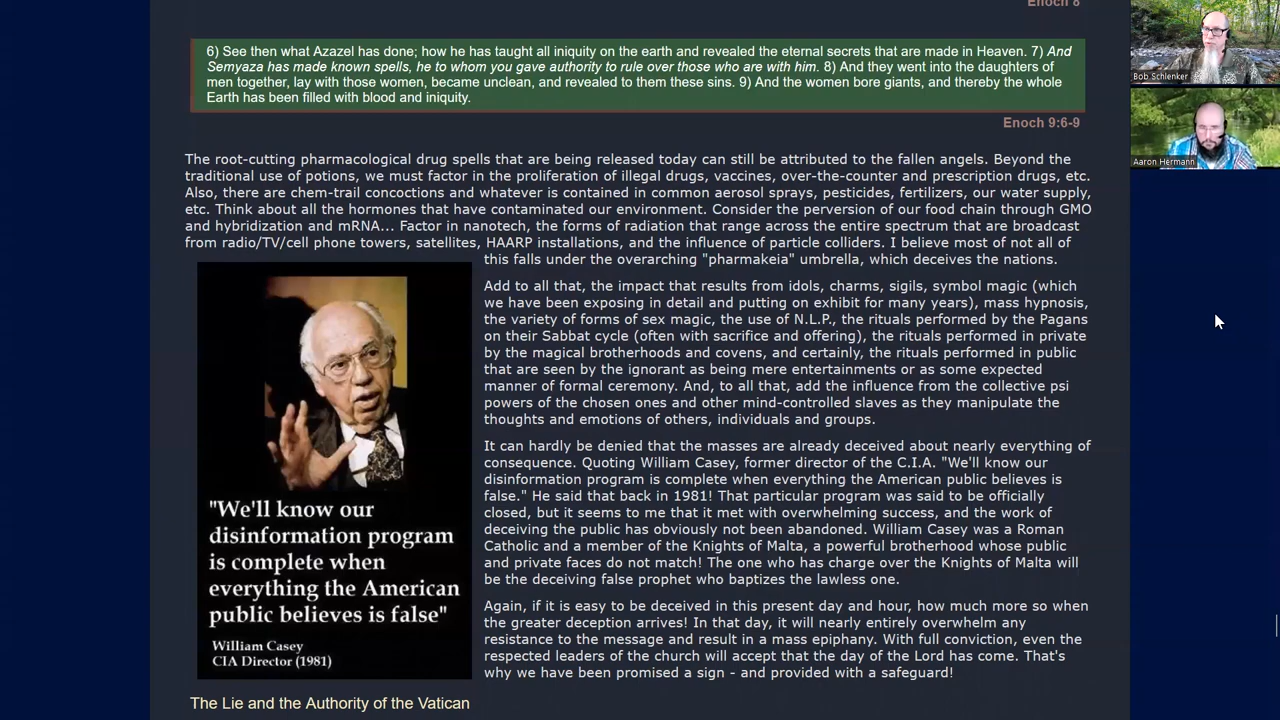 Enoch 8
Bob Schlenker
6) See then what Azazel has done; how he has taught all iniquity on the earth and revealed the eternal secrets that are made in Heaven. 7) And
Semyaza has made known spells, he to whom you gave authority to rule over those who are with him. 8) And they went into the daughters of
men together, lay with those women, became unclean, and revealed to them these sins. 9) And the women bore giants, and thereby the whole
Earth has been filled with blood and iniquity.
Enoch 9:6-9
Aaron Hermann
The root-cutting pharmacological drug spells that are being released today can still be attributed to the fallen angels. Beyond the
traditional use of potions, we must factor in the proliferation of illegal drugs, vaccines, over-the-counter and prescription drugs, etc.
Also, there are chem-trail concoctions and whatever is contained in common aerosol sprays, pesticides, fertilizers, our water supply,
etc. Think about all the hormones that have contaminated our environment. Consider the perversion of our food chain through GMO
and hybridization and mRNA... Factor in nanotech, the forms of radiation that range across the entire spectrum that are broadcast
from radio/TV/cell phone towers, satellites, HAARP installations, and the influence of particle colliders. I believe most of not all of
this falls under the overarching "pharmakeia" umbrella, which deceives the nations.
Add to all that, the impact that results from idols, charms, sigils, symbol magic (which
we have been exposing in detail and putting on exhibit for many years), mass hypnosis,
the variety of forms of sex magic, the use of N.L.P., the rituals performed by the Pagans
on their Sabbat cycle (often with sacrifice and offering), the rituals performed in private
by the magical brotherhoods and covens, and certainly, the rituals performed in public
that are seen by the ignorant as being mere entertainments or as some expected
manner of formal ceremony. And, to all that, add the influence from the collective psi
powers of the chosen ones and other mind-controlled slaves as they manipulate the
thoughts and emotions of others, individuals and groups.
It can hardly be denied that the masses are already deceived about nearly everything of
consequence. Quoting William Casey, former director of the C.I.A. "We'll know our
disinformation program is complete when everything the American public believes is
false." He said that back in 1981! That particular program was said to be officially
closed, but it seems to me that it met with overwhelming success, and the work of
deceiving the public has obviously not been abandoned. William Casey was a Roman
Catholic and a member of the Knights of Malta, a powerful brotherhood whose public
and private faces do not match! The one who has charge over the Knights of Malta will
be the deceiving false prophet who baptizes the lawless one.
Again, if it is easy to be deceived in this present day and hour, how much more so when
the greater deception arrives! In that day, it will nearly entirely overwhelm any
resistance to the message and result in a mass epiphany. With full conviction, even the
respected leaders of the church will accept that the day of the Lord has come. That's
why we have been promised a sign - and provided with a safeguard!
"We'll know our
disinformation program
is complete when
everything the American
public believes is false"
William Casey
CIA Director (1981)
The Lie and the Authority of the Vatican